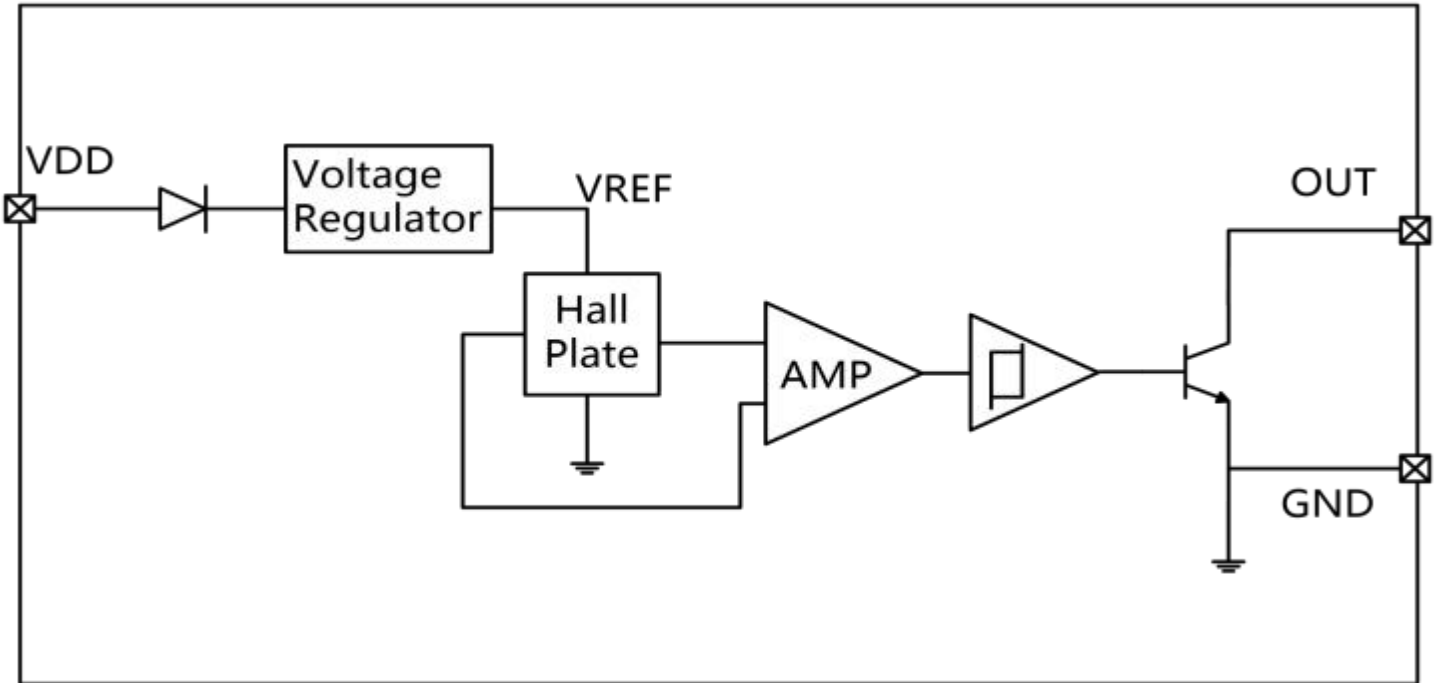 VDD
Voltage
Regulator
VREF
OUT
Hall
Plate
AMP
GND